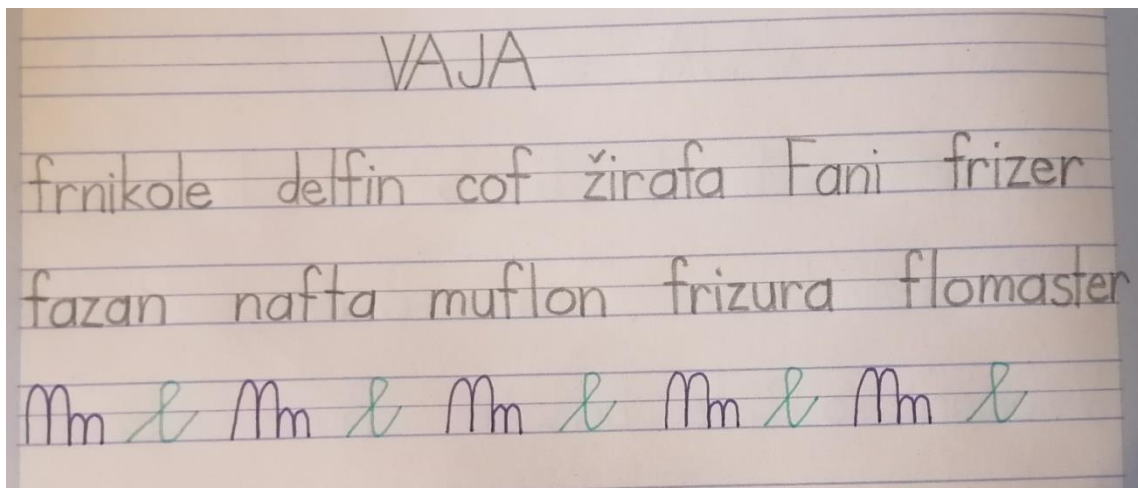 VAJA
frnikole delfin cof žirafa Fani frizer
fazan nafta muflon frizura flomaster
Mm l Mm l Mm l Mm l Mm l